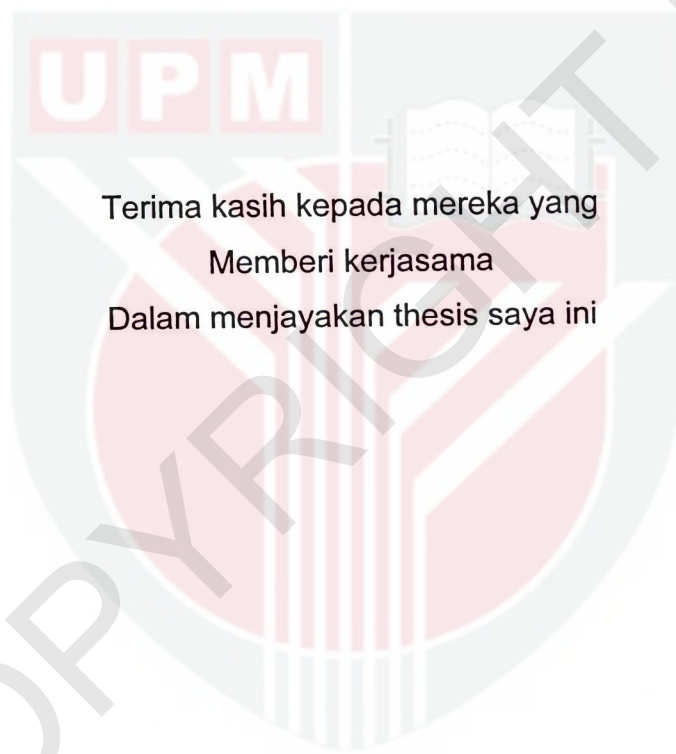 UPM
Terima kasih kepada mereka yang
Memberi kerjasama
Dalam menjayakan thesis saya ini
COPYRIGHT